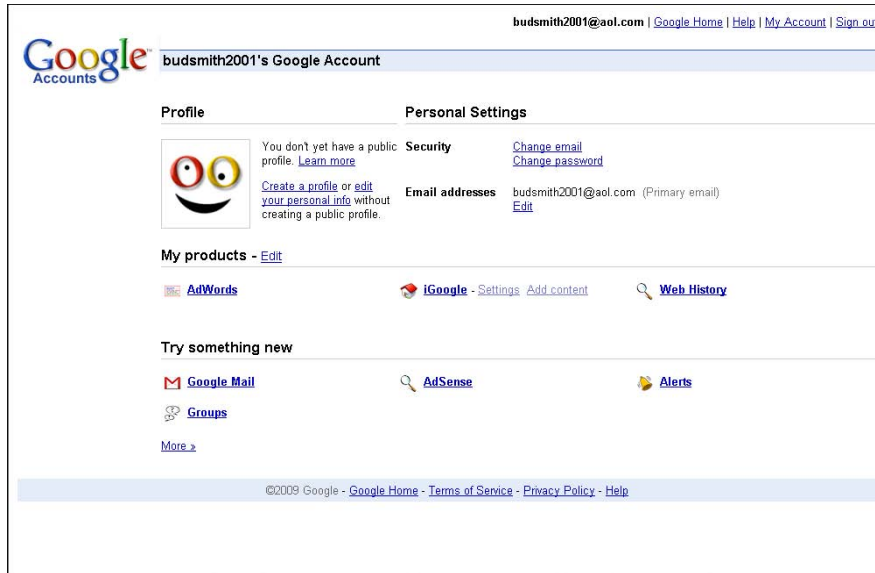 budsmith2001@aol.com | Google Home | Help | My Account | Sign ou
Google™
Accounts
budsmith2001's Google Account
Profile
You don't yet have a public
profile. Learn more
Create a profile or edit
your personal info without
creating a public profile.
Personal Settings
Security Change email
Change password
Email addresses budsmith2001@aol.com (Primary email)
Edit
My products - Edit
AdWords iGoogle - Settings Add content Web History
Try something new
Google Mail AdSense Alerts
Groups
More »
©2009 Google - Google Home - Terms of Service - Privacy Policy - Help